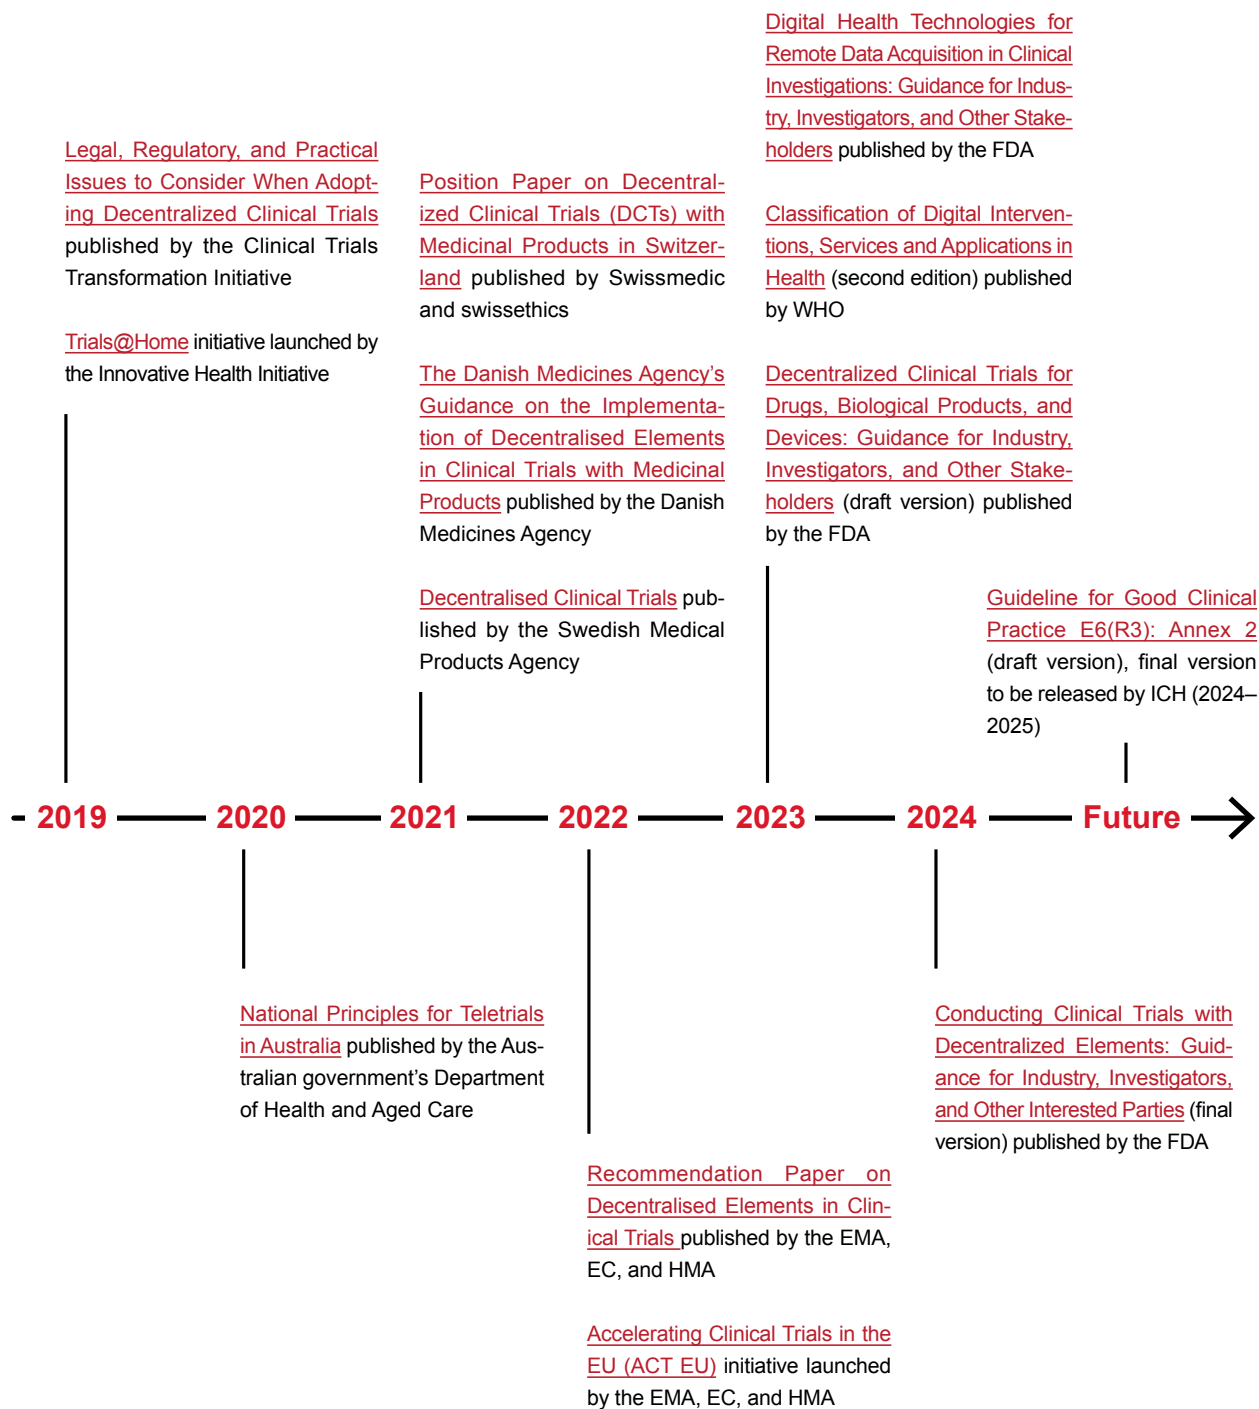 Legal, Regulatory, and Practical
Issues to Consider When Adopt-
ing Decentralized Clinical Trials
published by the Clinical Trials
Transformation Initiative
Trials@Home initiative launched by
the Innovative Health Initiative
Position Paper on Decentral-
ized Clinical Trials (DCTs) with
Medicinal Products in Switzer-
land published by Swissmedic
and swissethics
The Danish Medicines Agency’s
Guidance on the Implementa-
tion of Decentralised Elements
in Clinical Trials with Medicinal
Products published by the Danish
Medicines Agency
Decentralised Clinical Trials pub-
lished by the Swedish Medical
Products Agency
Digital Health Technologies for
Remote Data Acquisition in Clinical
Investigations: Guidance for Indus-
try, Investigators, and Other Stake-
holders published by the FDA
Classification of Digital Interven-
tions, Services and Applications in
Health (second edition) published
by WHO
Decentralized Clinical Trials for
Drugs, Biological Products, and
Devices: Guidance for Industry,
Investigators, and Other Stake-
holders (draft version) published
by the FDA
Guideline for Good Clinical
Practice E6(R3): Annex 2
(draft version), final version
to be released by ICH (2024–
2025)
2019 2020 2021 2022 2023 2024 Future
National Principles for Teletrials
in Australia published by the Aus-
tralian government’s Department
of Health and Aged Care
Recommendation Paper on
Decentralised Elements in Clin-
ical Trials published by the EMA,
EC, and HMA
Accelerating Clinical Trials in the
EU (ACT EU) initiative launched
by the EMA, EC, and HMA
Conducting Clinical Trials with
Decentralized Elements: Guid-
ance for Industry, Investigators,
and Other Interested Parties (final
version) published by the FDA